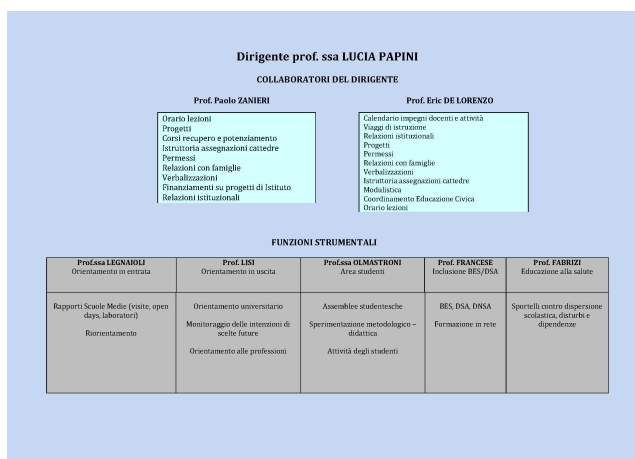 Dirigente prof. ssa LUCIA PAPINI
COLLABORATORI DEL DIRIGENTE
Prof. Paolo ZANIERI
Orario lezioni
Progetti
Corsi recupero e potenziamento
Istruttoria assegnazioni cattedre
Permessi
Relazioni con famiglie
Verbalizzazioni
Finanziamenti su progetti di Istituto
Relazioni istituzionali
Prof. Eric DE LORENZO
Calendario impegni docenti e attività
Viaggi di istruzione
Relazioni istituzionali
Progetti
Permessi
Relazioni con famiglie
Verbalizzazioni
Istruttoria assegnazioni cattedre
Modulistica
Coordinamento Educazione Civica
Orario lezioni
FUNZIONI STRUMENTALI
Prof.ssa LEGNAIOLI
Orientamento in entrata
Rapporti Scuole Medie (visite, open
days, laboratori)
Riorientamento
Prof. LISI
Orientamento in uscita
Orientamento universitario
Monitoraggio delle intenzioni di
scelte future
Orientamento alle professioni
Prof.ssa OLMASTRONI
Area studenti
Assemblee studentesche
Sperimentazione metodologico –
didattica
Attività degli studenti
Prof. FRANCESE
Inclusione BES/DSA
BES, DSA, DNSA
Formazione in rete
Prof. FABRIZI
Educazione alla salute
Sportelli contro dispersione
scolastica, disturbi e
dipendenze